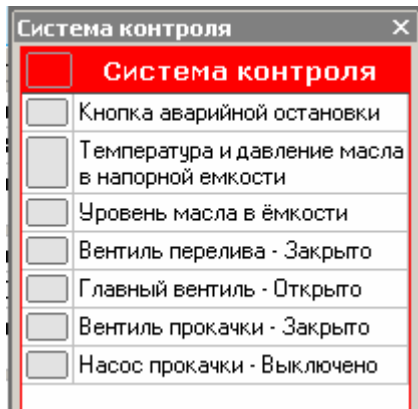 Система контроля
Система контроля
Кнопка аварийной остановки
Температура и давление масла
в напорной емкости
Уровень масла в ёмкости
Вентиль перелива - Закрыто
Главный вентиль - Открыто
Вентиль прокачки - Закрыто
Насос прокачки - Выключено